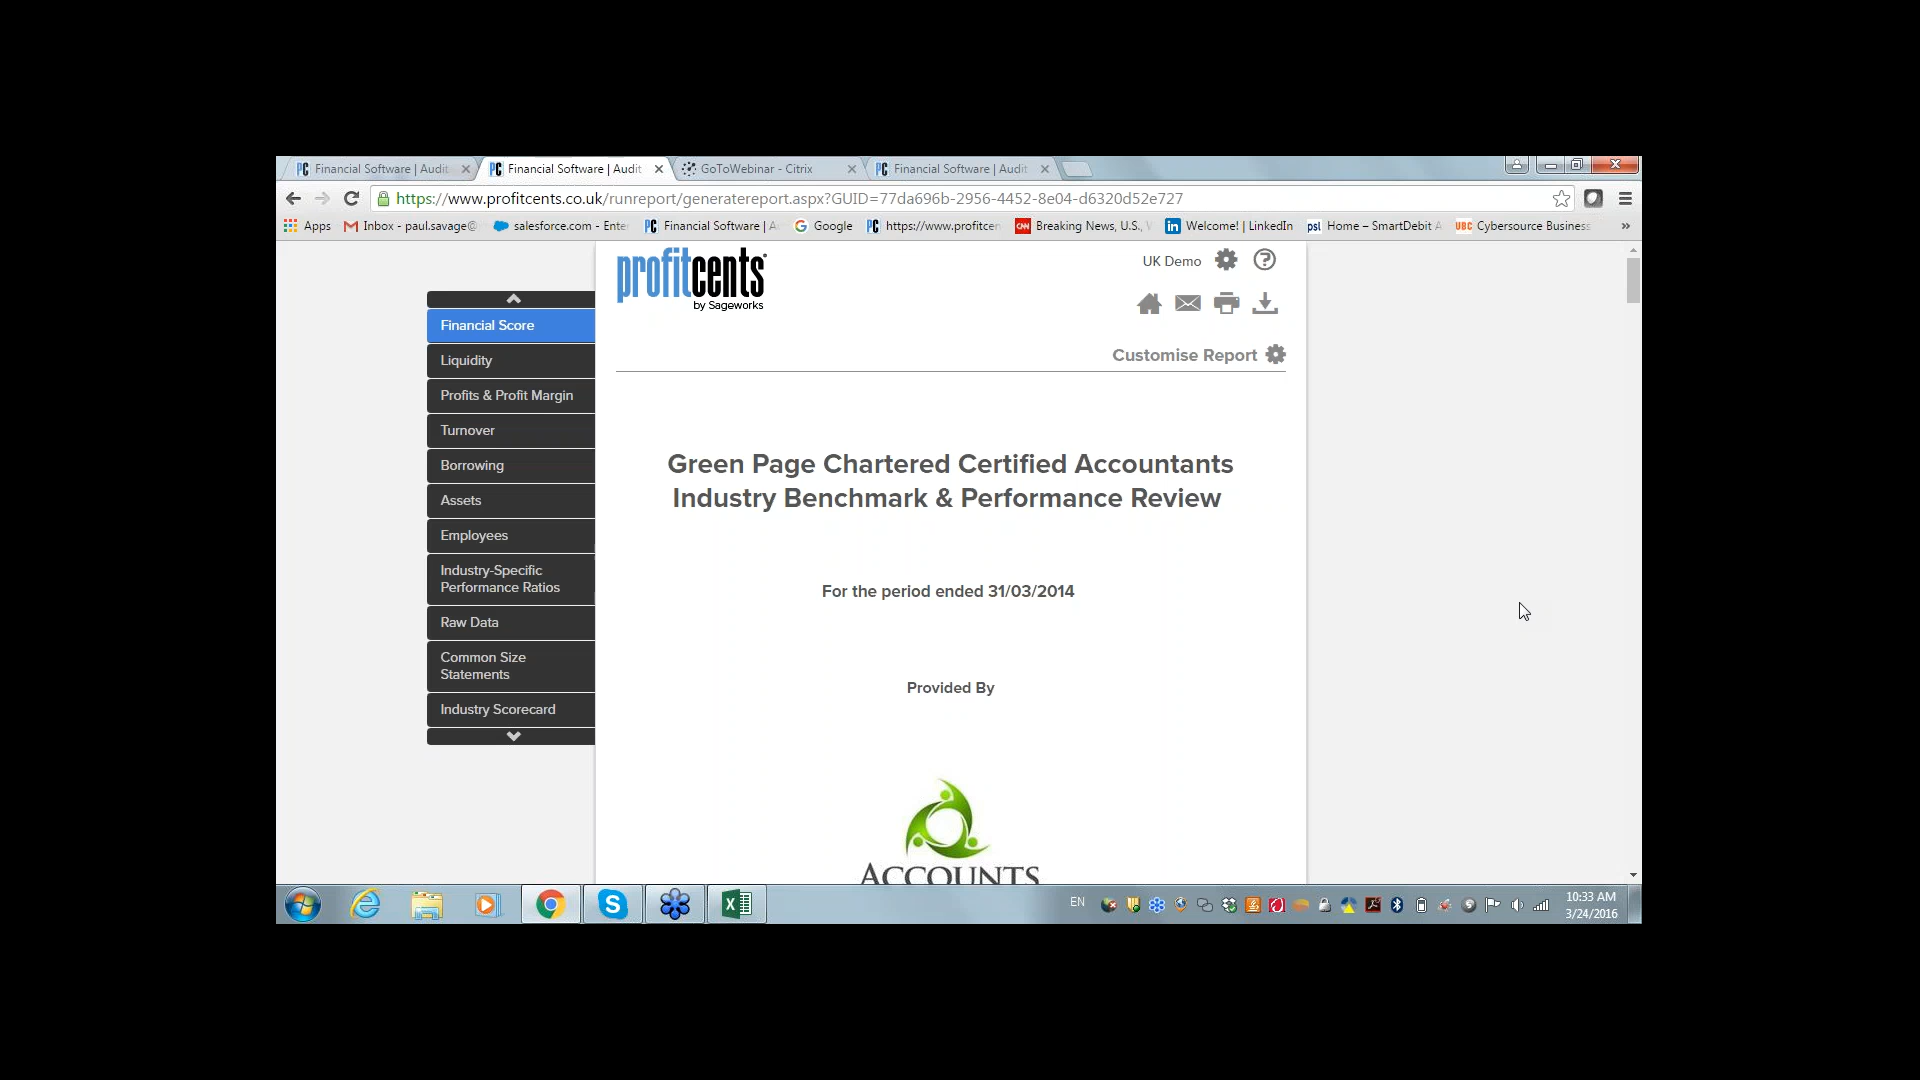 Financial Software | Audit
Financial Software | Audit
GoToWebinar - Citrix
Financial Software | Audit
https://www.profitcents.co.uk/runreport/generatereport.aspx?GUID=77da696b-2956-4452-8e04-d6320d52e727
Apps
Inbox - paul.savage@
salesforce.com - Enter
Financial Software | A
Google
https://www.profitcen
Breaking News, U.S.,
Welcome! | LinkedIn
Home – SmartDebit
Cybersource Business
profitcents
by Sageworks
UK Demo
Customise Report
Financial Score
Liquidity
Profits & Profit Margin
Turnover
Borrowing
Assets
Employees
Industry-Specific
Performance Ratios
Raw Data
Common Size
Statements
Industry Scorecard
Green Page Chartered Certified Accountants
Industry Benchmark & Performance Review
For the period ended 31/03/2014
Provided By
ACCOUNTS
EN
10:33 AM
3/24/2016